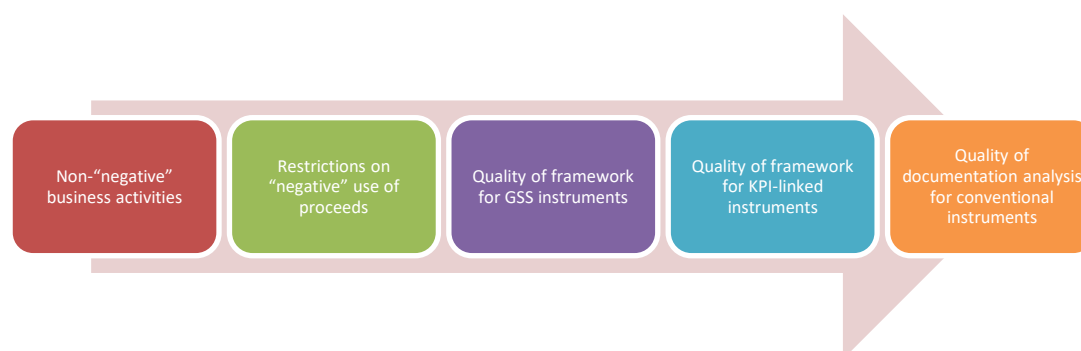 Non-“negative”
business activities
Restrictions on
“negative” use of
proceeds
Quality of framework
for GSS instruments
Quality of framework
for KPI-linked
instruments
Quality of
documentation analysis
for conventional
instruments